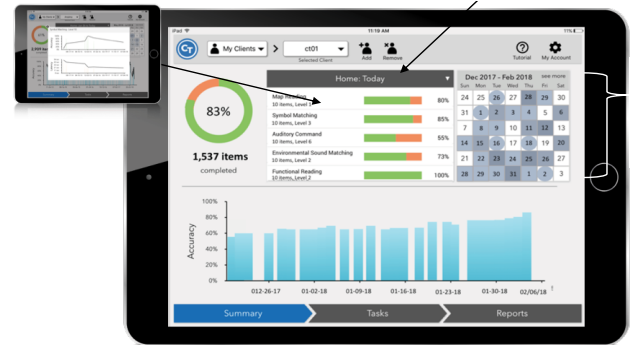 iPad
11:19 AM
77%
CT
My Clients
>
ct01
Selected Client
Add
Remove
Tutorial
My Account
Home: Today
Dec 2017 - Feb 2018
see more
Sun Mon Tue Wed Thu Fri Sat
24 25 26 27 28 29 30
31 1 2 3 4 5 6
7 8 9 10 11 12 13
14 15 16 17 18 19 20
21 22 23 24 25 26 27
28 29 30 31 1 2 3
83%
1,537 items
completed
Map Reading
10 items, Level 3
80%
Symbol Matching
10 items, Level 3
85%
Auditory Command
10 items, Level 6
55%
Environmental Sound Matching
10 items, Level 2
73%
Functional Reading
10 items, Level 2
100%
Accuracy
100%
80%
60%
40%
20%
0%
012-26-17
01-02-18
01-09-18
01-16-18
01-23-18
01-30-18
02/06/18
Summary
Tasks
Reports